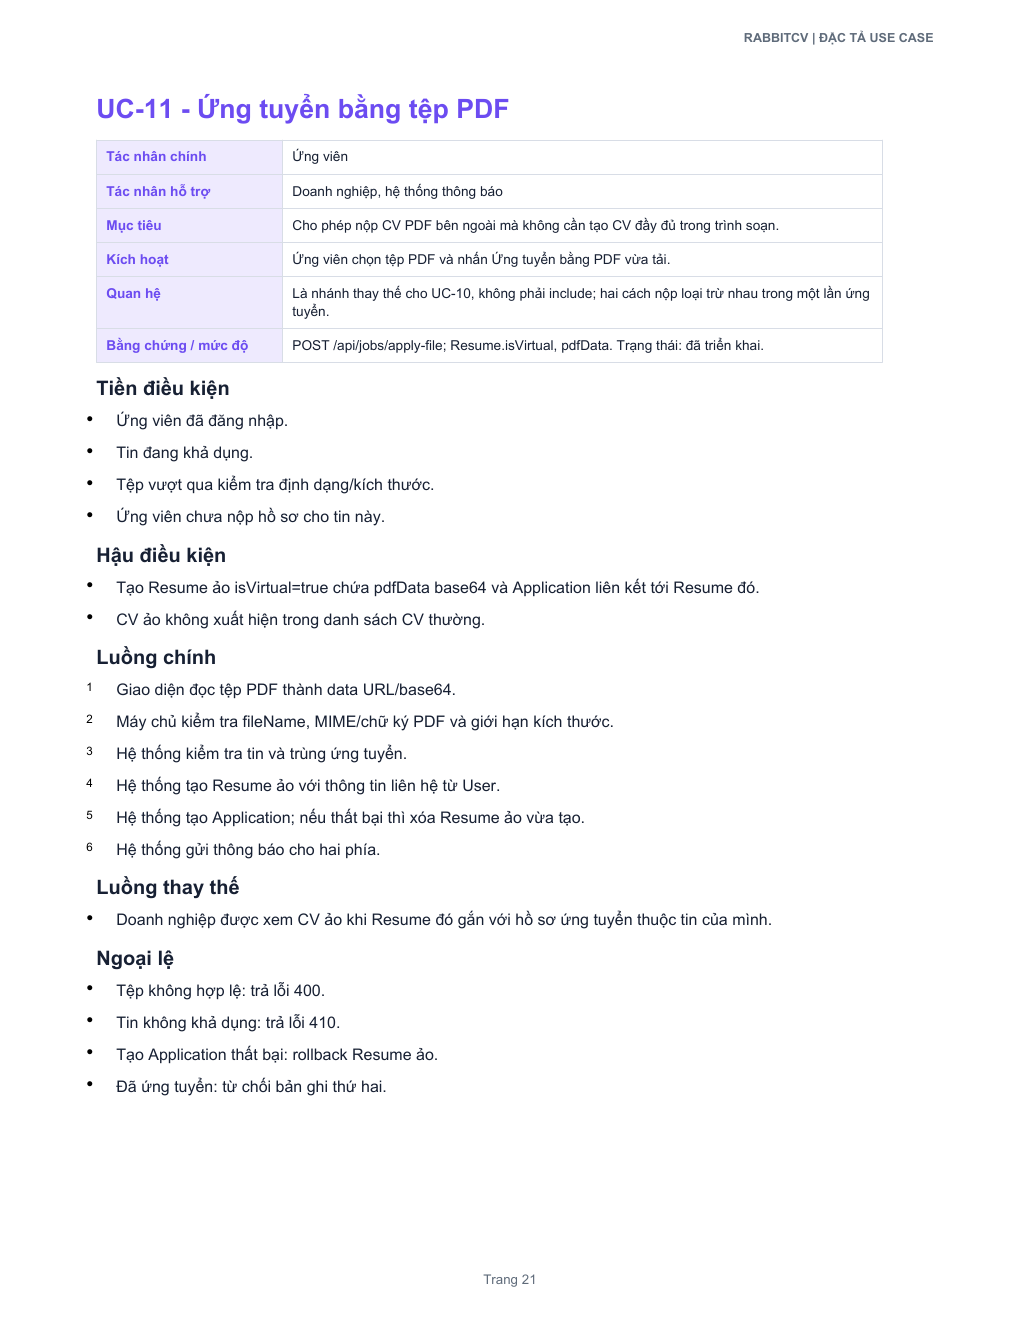 RABBITCV | ĐẶC TẢ USE CASE
UC-11 - Ứng tuyển bằng tệp PDF
Tác nhân chính
Ứng viên
Tác nhân hỗ trợ
Doanh nghiệp, hệ thống thông báo
Mục tiêu
Cho phép nộp CV PDF bên ngoài mà không cần tạo CV đầy đủ trong trình soạn.
Kích hoạt
Ứng viên chọn tệp PDF và nhấn Ứng tuyển bằng PDF vừa tải.
Quan hệ
Là nhánh thay thế cho UC-10, không phải include; hai cách nộp loại trừ nhau trong một lần ứng
tuyển.
Bằng chứng / mức độ
POST /api/jobs/apply-file; Resume.isVirtual, pdfData. Trạng thái: đã triển khai.
Tiền điều kiện
• Ứng viên đã đăng nhập.
• Tin đang khả dụng.
• Tệp vượt qua kiểm tra định dạng/kích thước.
• Ứng viên chưa nộp hồ sơ cho tin này.
Hậu điều kiện
• Tạo Resume ảo isVirtual=true chứa pdfData base64 và Application liên kết tới Resume đó.
• CV ảo không xuất hiện trong danh sách CV thường.
Luồng chính
1 Giao diện đọc tệp PDF thành data URL/base64.
2 Máy chủ kiểm tra fileName, MIME/chữ ký PDF và giới hạn kích thước.
3 Hệ thống kiểm tra tin và trùng ứng tuyển.
4 Hệ thống tạo Resume ảo với thông tin liên hệ từ User.
5 Hệ thống tạo Application; nếu thất bại thì xóa Resume ảo vừa tạo.
6 Hệ thống gửi thông báo cho hai phía.
Luồng thay thế
• Doanh nghiệp được xem CV ảo khi Resume đó gắn với hồ sơ ứng tuyển thuộc tin của mình.
Ngoại lệ
• Tệp không hợp lệ: trả lỗi 400.
• Tin không khả dụng: trả lỗi 410.
• Tạo Application thất bại: rollback Resume ảo.
• Đã ứng tuyển: từ chối bản ghi thứ hai.
Trang 21